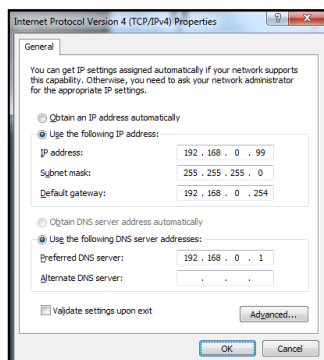 Internet Protocol Version 4 (TCP/IPv4) Properties
General
You can get IP settings assigned automatically if your network supports
this capability. Otherwise, you need to ask your network administrator
for the appropriate IP settings.
Obtain an IP address automatically
Use the following IP address:
IP address: 192 . 168 . 0 . 99
Subnet mask: 255 . 255 . 255 . 0
Default gateway: 192 . 168 . 0 . 254
Obtain DNS server address automatically
Use the following DNS server addresses:
Preferred DNS server: 192 . 168 . 0 . 1
Alternate DNS server: . . .
Validate settings upon exit
Advanced...
OK Cancel